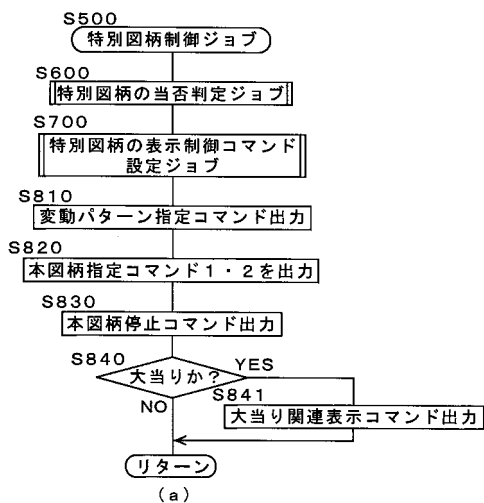 S500
特別図柄制御ジョブ
S600
特別図柄の当否判定ジョブ
S700
特別図柄の表示制御コマンド
設定ジョブ
S810
変動パターン指定コマンド出力
S820
本図柄指定コマンド1・2を出力
S830
本図柄停止コマンド出力
S840
大当りか?
YES
NO
S841
大当り関連表示コマンド出力
リターン
(a)